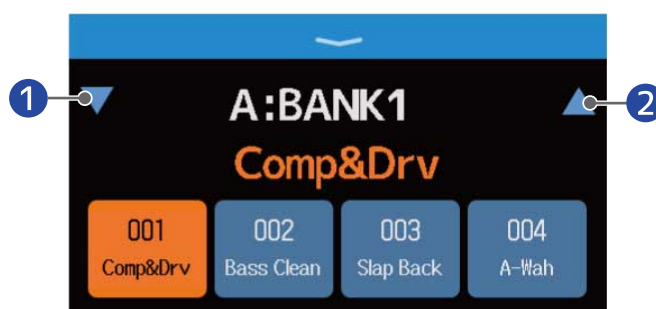 1
A:BANK1
2
Comp&Drv
001
Comp&Drv
002
Bass Clean
003
Slap Back
004
A-Wah